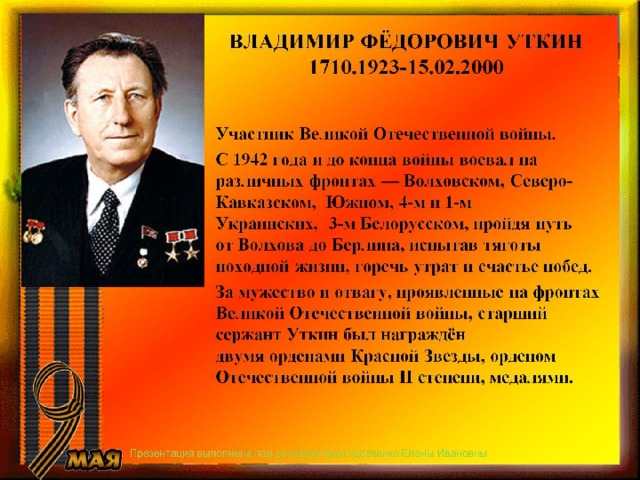 ВЛАДИМИР ФЁДОРОВИЧ УТКИН
1710.1923-15.02.2000
Участник Великой Отечественной войны.
С 1942 года и до конца войны воевал на
различных фронтах — Волховском, Северо-
Кавказском, Южном, 4-м и 1-м
Украинских, 3-м Белорусском, пройдя путь
от Волхова до Берлина, испытав тяготы
походной жизни, горечь утрат и счастье побед.
За мужество и отвагу, проявленные на фронтах
Великой Отечественной войны, старший
сержант Уткин был награждён
двумя орденами Красной Звезды, орденом
Отечественной войны II степени, медалями.
9
МАЯ
Презентация выполнена под руководством Елены Ивановны